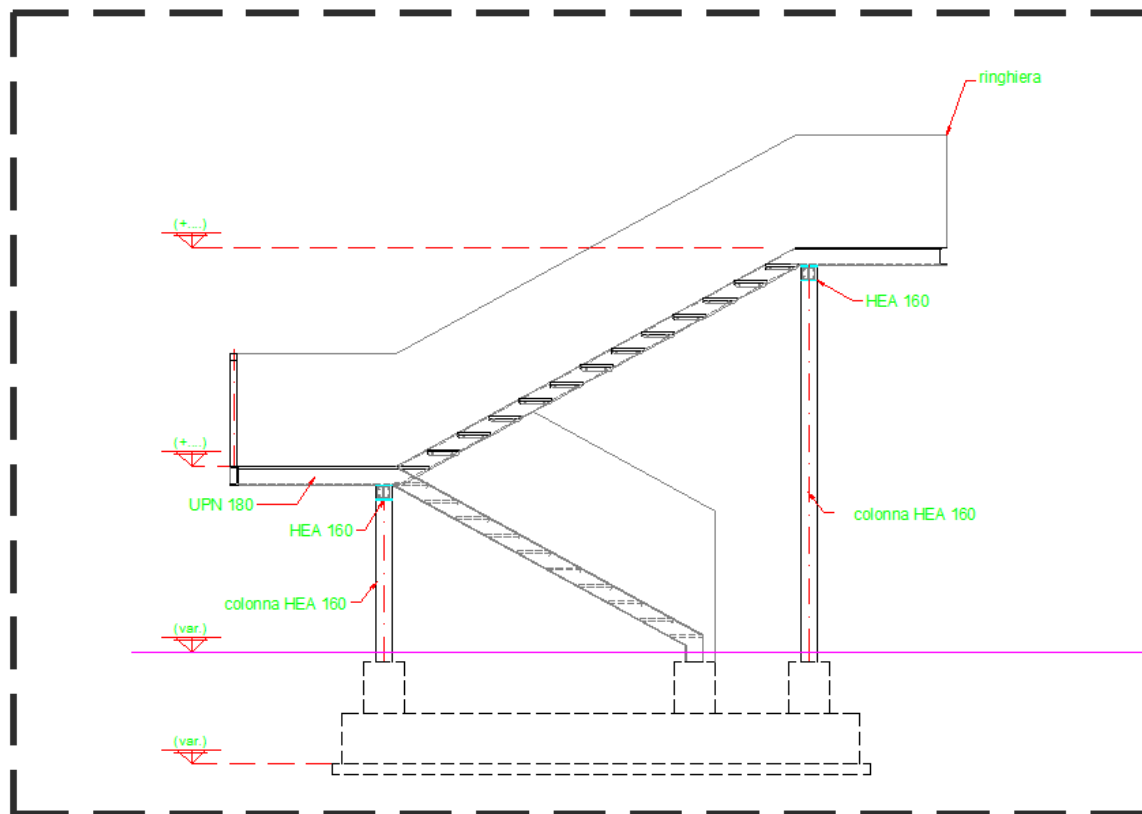 ringhiera
(+....)
HEA 160
(+....)
UPN 180
HEA 160
colonna HEA 160
colonna HEA 160
(var.)
(var.)